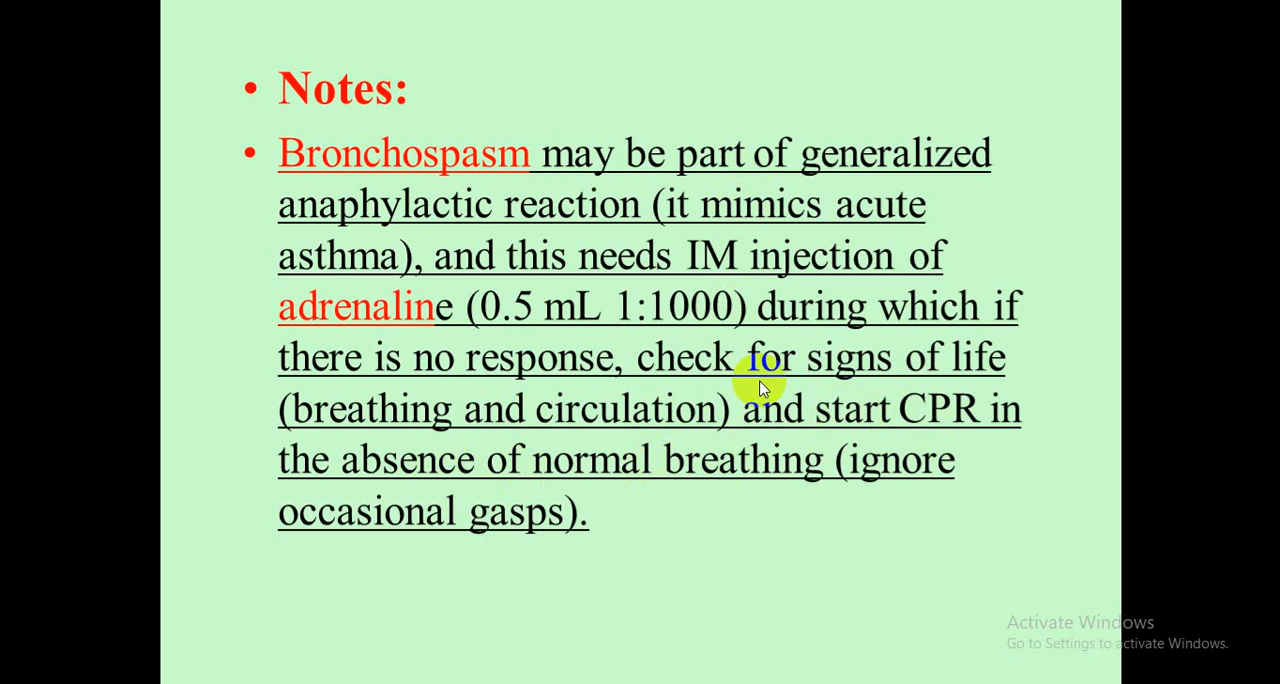 • Notes:
• Bronchospasm may be part of generalized
anaphylactic reaction (it mimics acute
asthma), and this needs IM injection of
adrenaline (0.5 mL 1:1000) during which if
there is no response, check for signs of life
(breathing and circulation) and start CPR in
the absence of normal breathing (ignore
occasional gasps).
Activate Windows
Go to Settings to activate Windows.